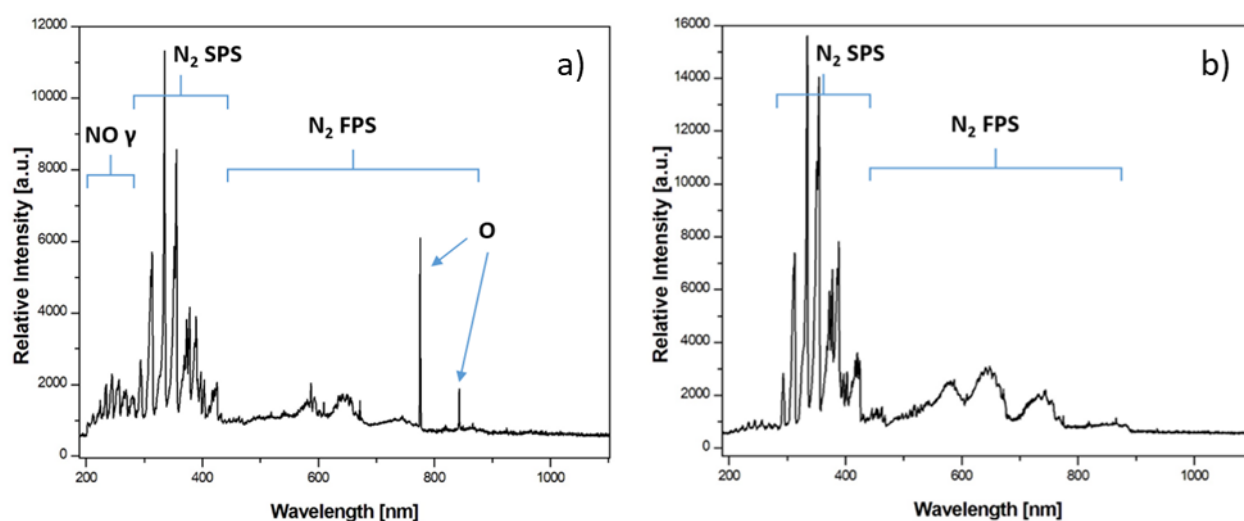 a)
N₂ SPS
NO γ
N₂ FPS
O
Relative Intensity [a.u.]
12000
10000
8000
6000
4000
2000
0
200 400 600 800 1000
Wavelength [nm]
b)
N₂ SPS
N₂ FPS
Relative Intensity [a.u.]
16000
14000
12000
10000
8000
6000
4000
2000
0
200 400 600 800 1000
Wavelength [nm]